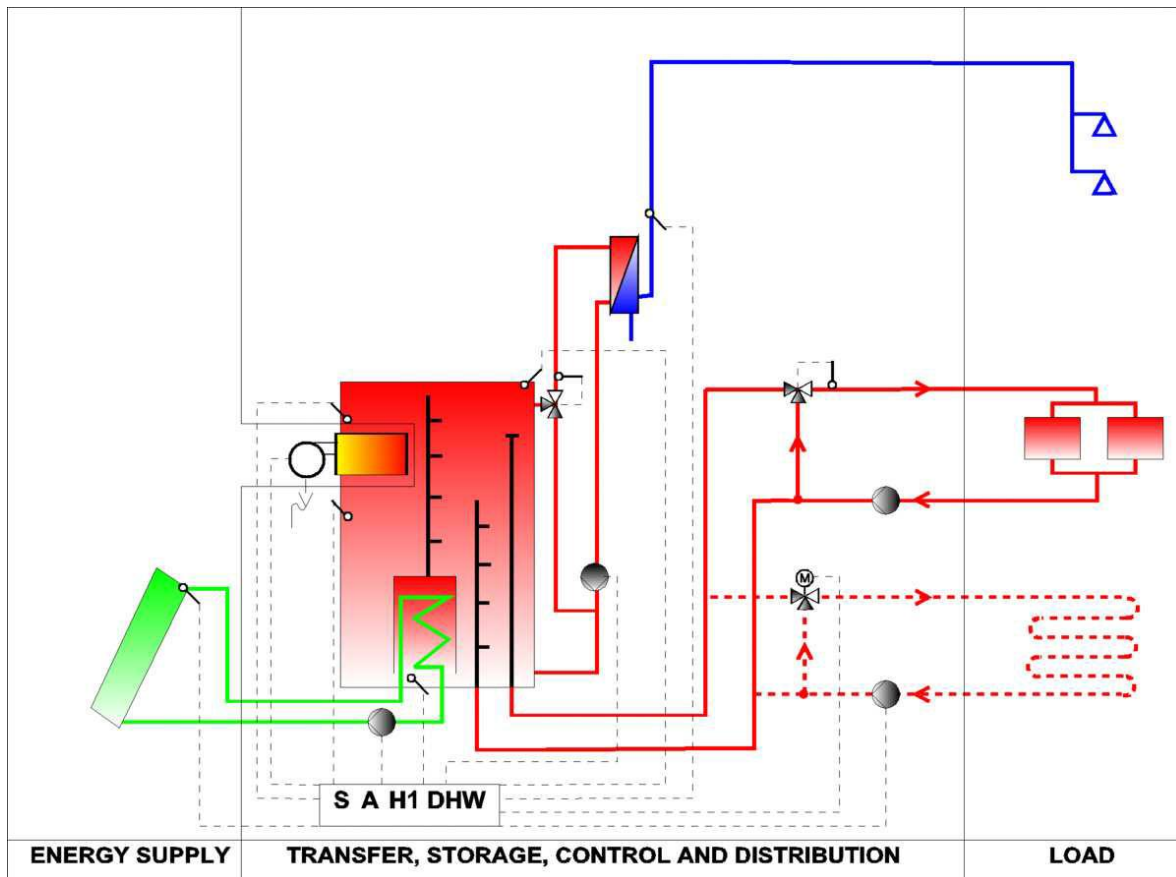 M
S A H1 DHW
ENERGY SUPPLY TRANSFER, STORAGE, CONTROL AND DISTRIBUTION LOAD